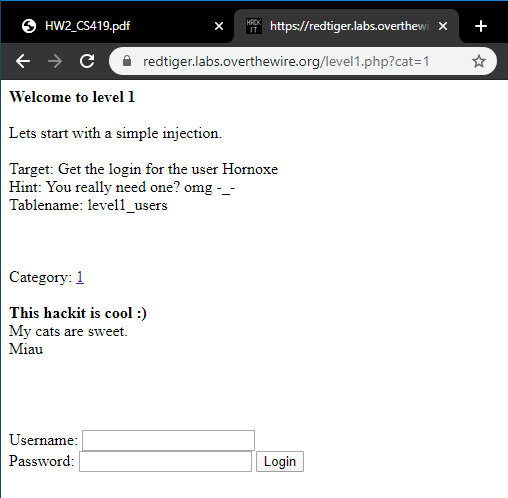 HW2_CS419.pdf
HACK IT
https://redtiger.labs.overthewire
redtiger.labs.overthewire.org/level1.php?cat=1
Welcome to level 1
Lets start with a simple injection.
Target: Get the login for the user Hornoxe
Hint: You really need one? omg -_-
Tablename: level1_users
Category: 1
This hackit is cool :)
My cats are sweet.
Miau
Username:
Password: Login